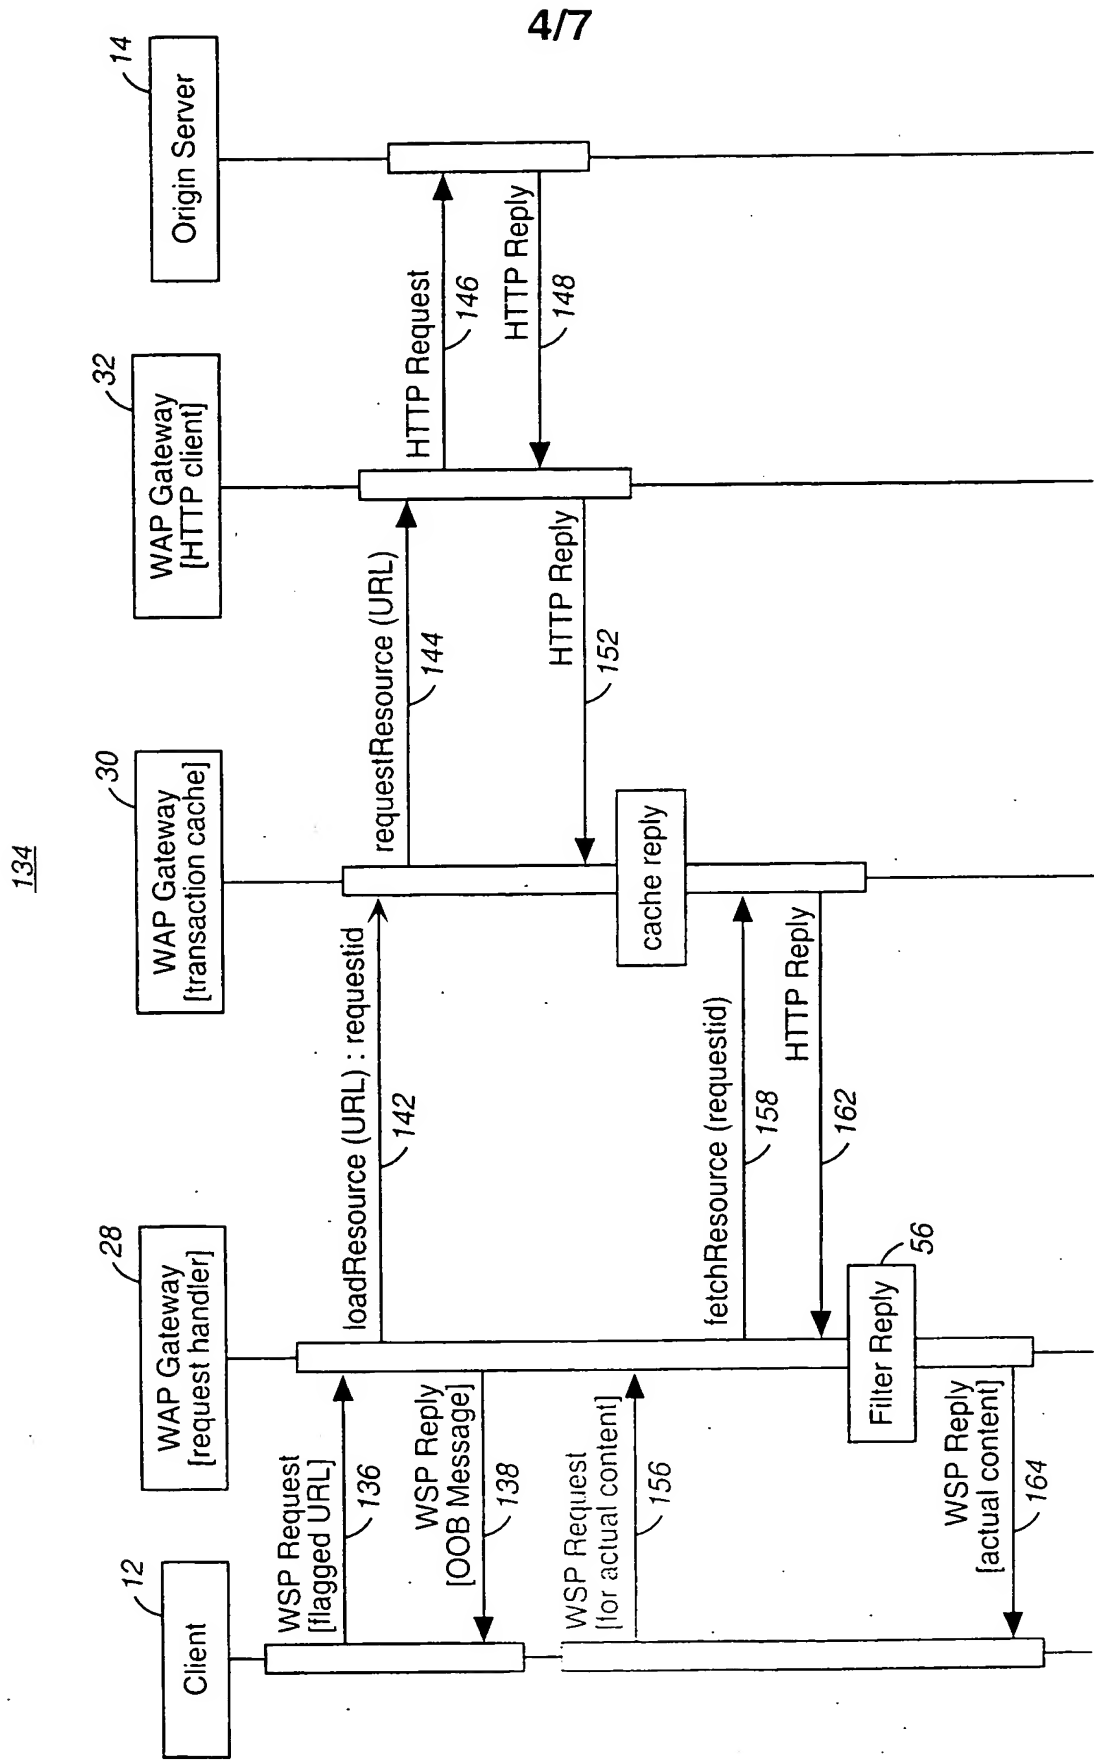 4/7
134
Client
12
WAP Gateway
[request handler]
28
WAP Gateway
[transaction cache]
30
WAP Gateway
[HTTP client]
32
Origin Server
14
WSP Request
[flagged URL]
136
loadResource (URL) : requestid
142
requestResource (URL)
144
HTTP Request
146
WSP Reply
[OOB Message]
138
HTTP Reply
148
HTTP Reply
152
cache reply
WSP Request
[for actual content]
156
fetchResource (requestid)
158
HTTP Reply
162
Filter Reply
56
WSP Reply
[actual content]
164